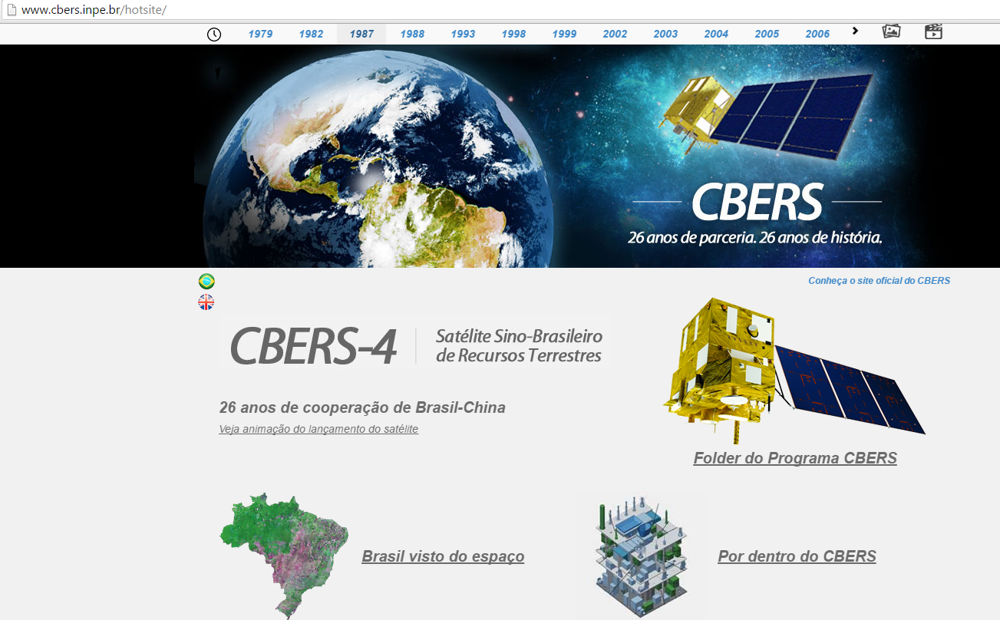 www.cbers.inpe.br/hotsite/
1979 1982 1987 1988 1993 1998 1999 2002 2003 2004 2005 2006
CBERS
26 anos de parceria. 26 anos de história.
Conheça o site oficial do CBERS
CBERS-4
Satélite Sino-Brasileiro
de Recursos Terrestres
26 anos de cooperação de Brasil-China
Veja animação do lançamento do satélite
Folder do Programa CBERS
Brasil visto do espaço
Por dentro do CBERS